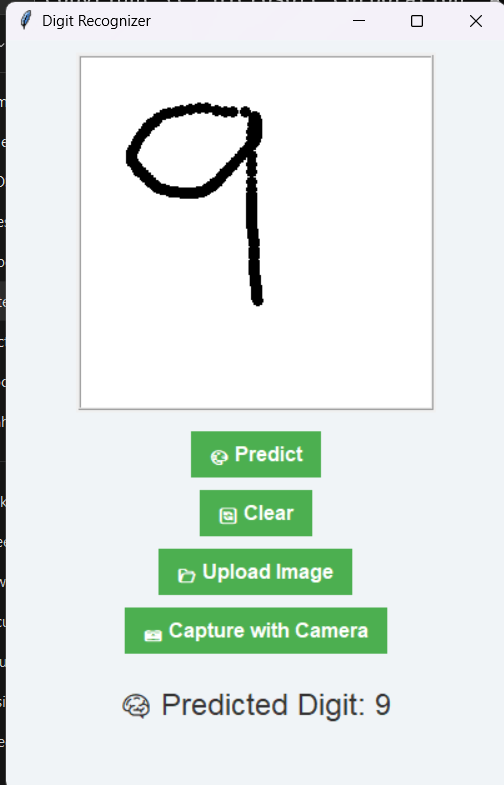 Digit Recognizer
9
Predict
Clear
Upload Image
Capture with Camera
Predicted Digit: 9